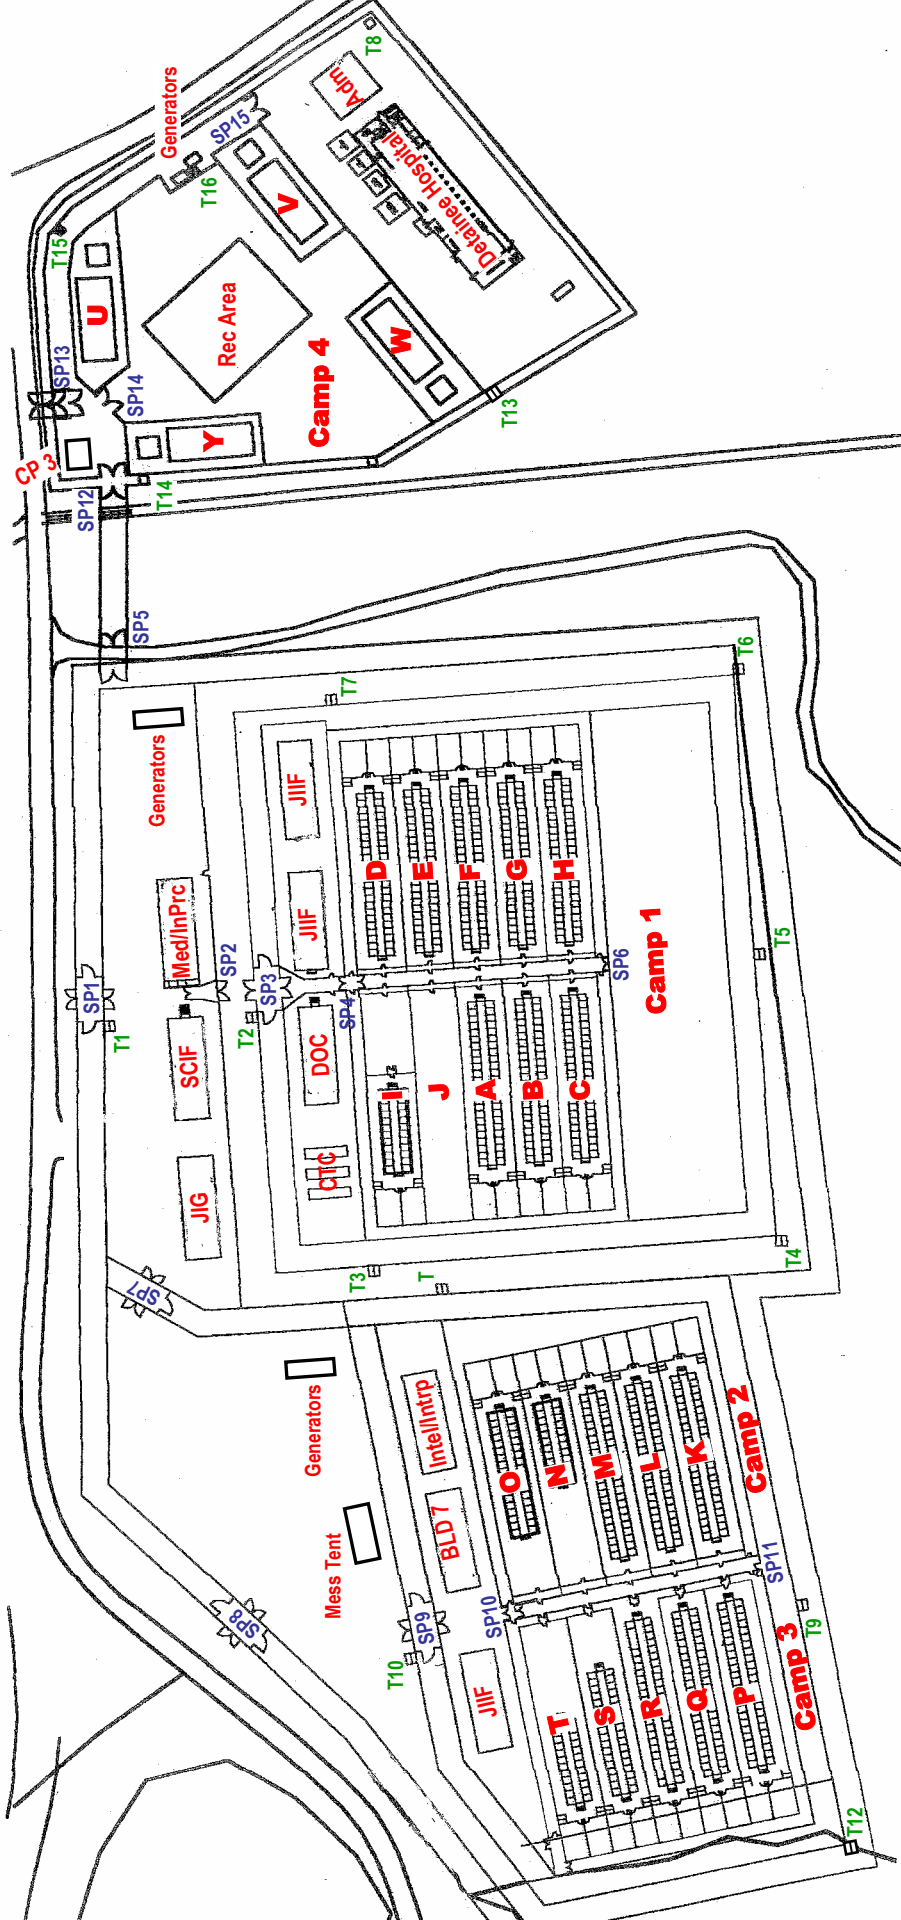 T8
Generators
Adm
SP15
Detainee Hospital
T16
V
T15
U
Rec Area
W
SP13
SP14
Camp 4
T13
Y
CP 3
T14
SP12
SP5
T6
T7
Generators
JIIF
D
E
F
G
H
JIIF
Med/InPrc
SP2
SP3
SP4
SP6
Camp 1
T5
SP1
T1
T2
SCIF
DOC
I
J
A
B
C
CTC
JIG
T3
T
T4
SP7
Generators
Intel/Intrp
O
N
M
L
K
Camp 2
Mess Tent
BLD 7
SP8
SP9
SP10
SP11
T10
T9
JIIF
T
S
R
Q
P
Camp 3
T12